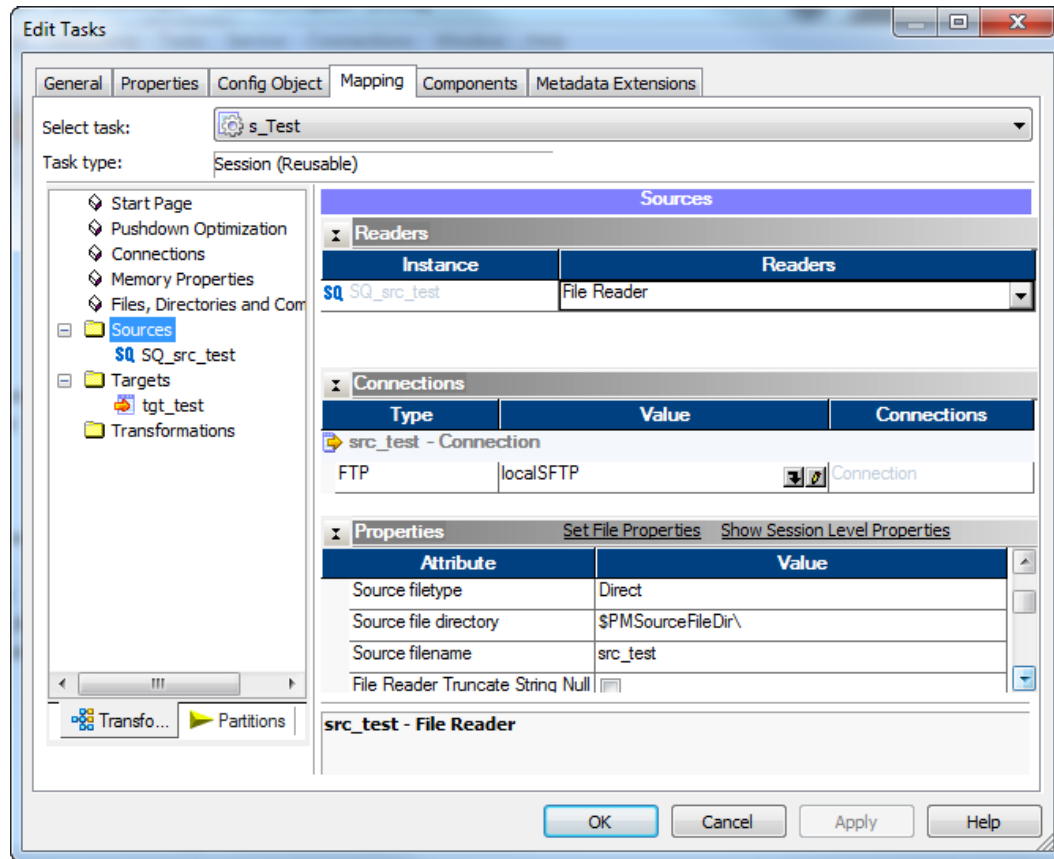 Edit Tasks
General Properties Config Object Mapping Components Metadata Extensions
Select task: s_Test
Task type: Session (Reusable)
Start Page
Pushdown Optimization
Connections
Memory Properties
Files, Directories and Com
Sources
SQ SQ_src_test
Targets
tgt_test
Transformations
Transfo... Partitions
Sources
Readers
Instance Readers
SQ SQ_src_test File Reader
Connections
Type Value Connections
src_test - Connection
FTP localSFTP Connection
Properties Set File Properties Show Session Level Properties
Attribute Value
Source filetype Direct
Source file directory $PMSourceFileDir\
Source filename src_test
File Reader Truncate String Null
src_test - File Reader
OK Cancel Apply Help